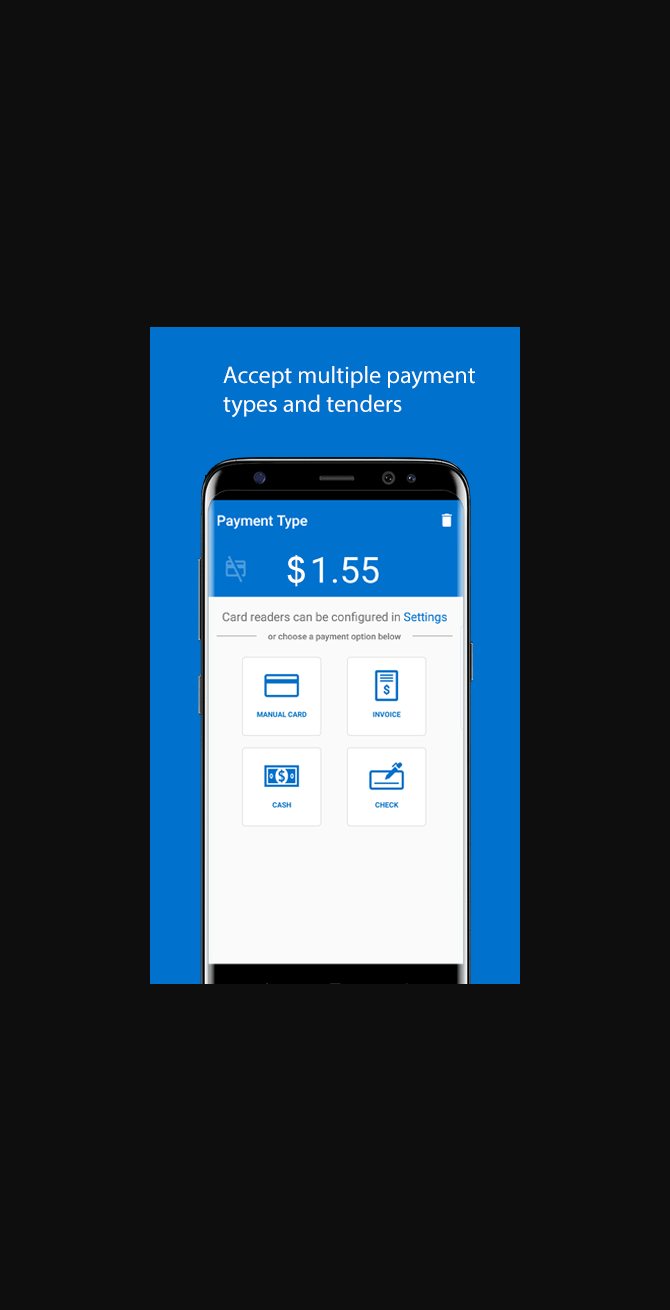 Accept multiple payment
types and tenders
Payment Type
$1.55
Card readers can be configured in Settings
or choose a payment option below
MANUAL CARD
INVOICE
CASH
CHECK